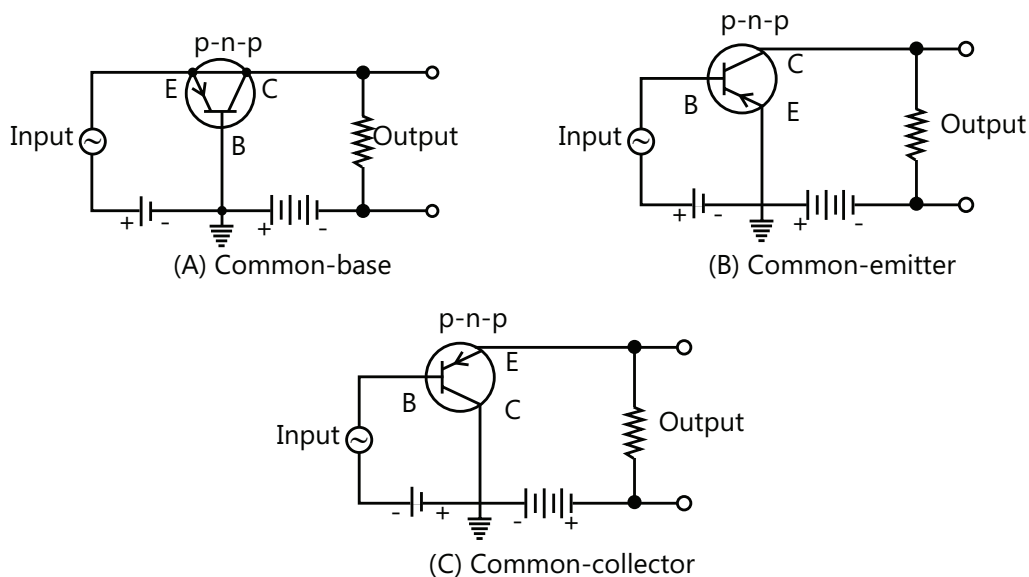 p-n-p
E
C
B
Input
Output
+
-
+
-
(A) Common-base
p-n-p
C
B
E
Input
Output
+
-
+
-
(B) Common-emitter
p-n-p
E
B
C
Input
Output
-
+
-
+
(C) Common-collector